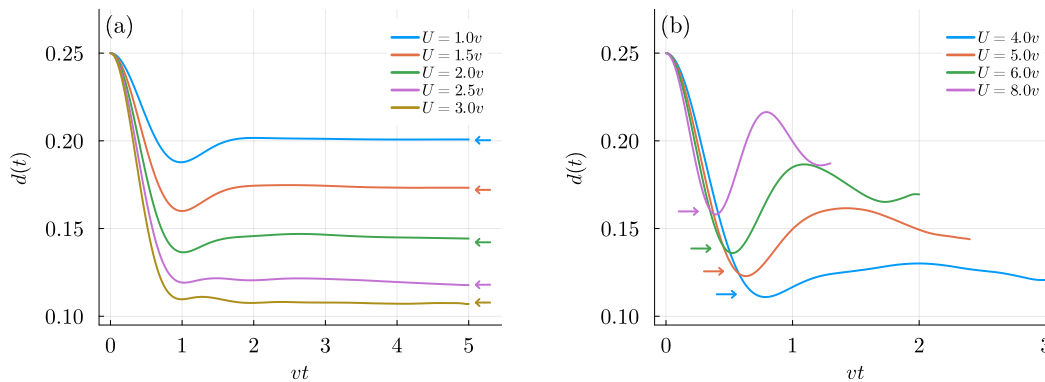 (a)
U = 1.0v
U = 1.5v
U = 2.0v
U = 2.5v
U = 3.0v
0.25
0.20
0.15
0.10
d(t)
0 1 2 3 4 5
vt
(b)
U = 4.0v
U = 5.0v
U = 6.0v
U = 8.0v
0.25
0.20
0.15
0.10
d(t)
0 1 2 3
vt